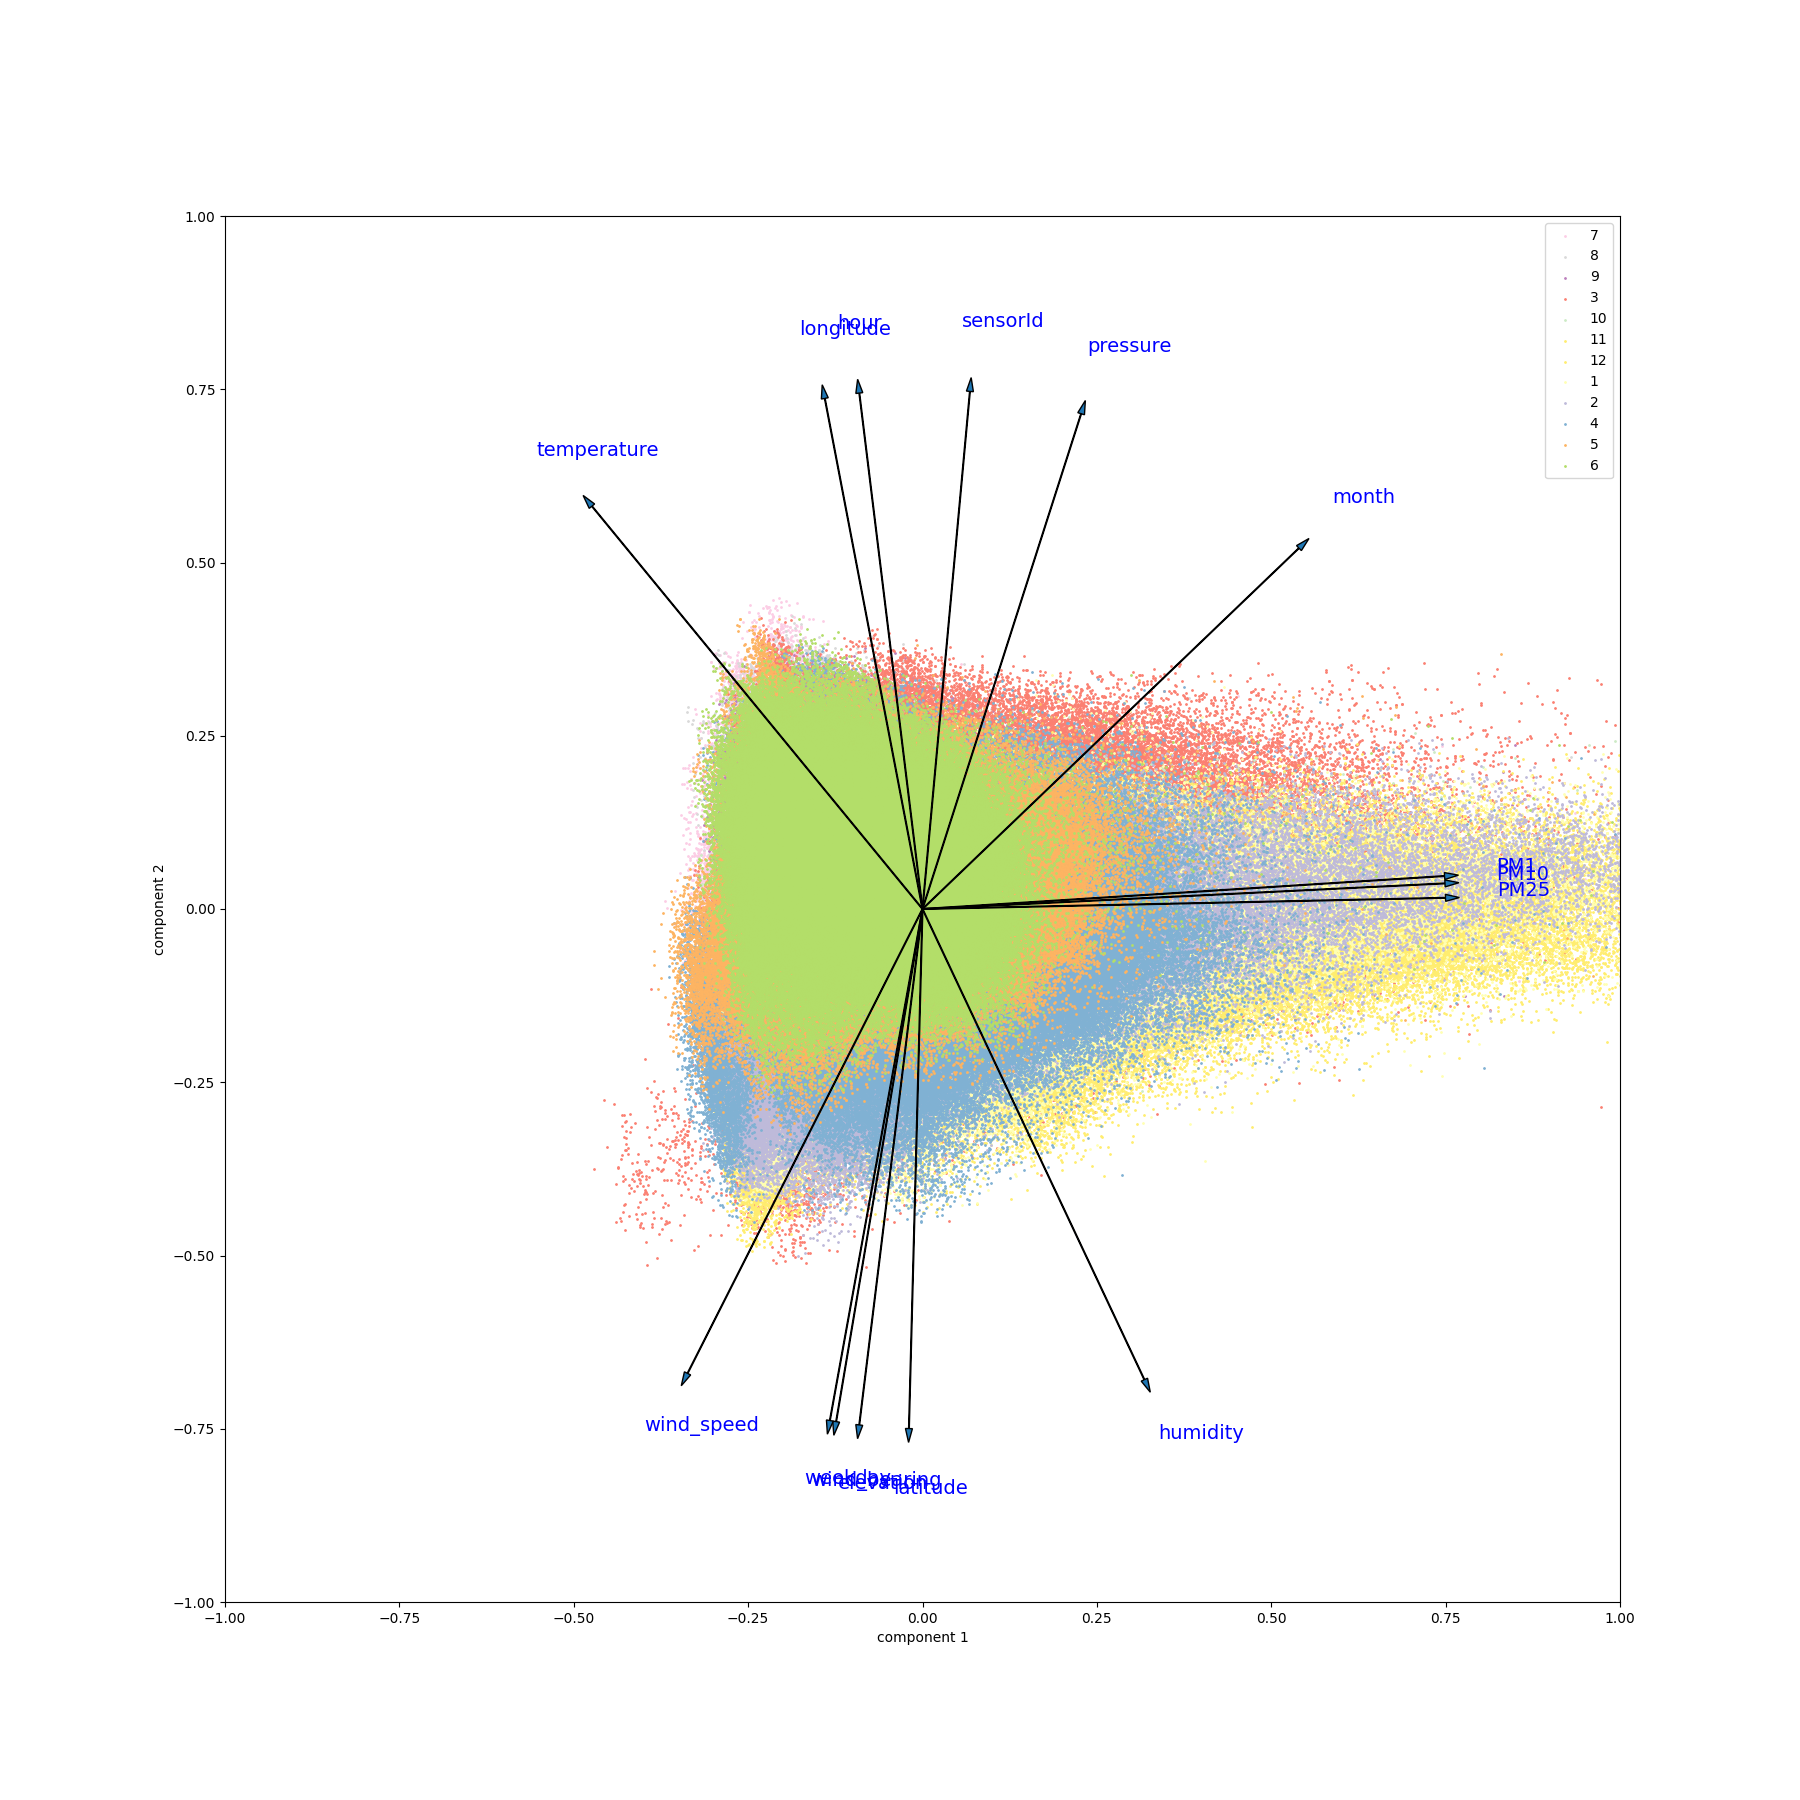 1.00
0.75
0.50
0.25
0.00
−0.25
−0.50
−0.75
−1.00
component 2
7
8
9
3
10
11
12
1
2
4
5
6
hour
longitude
sensorId
pressure
temperature
month
PM1
PM10
PM25
wind_speed
humidity
weekday
wind_bearing
elevation
latitude
−1.00 −0.75 −0.50 −0.25 0.00 0.25 0.50 0.75 1.00
component 1